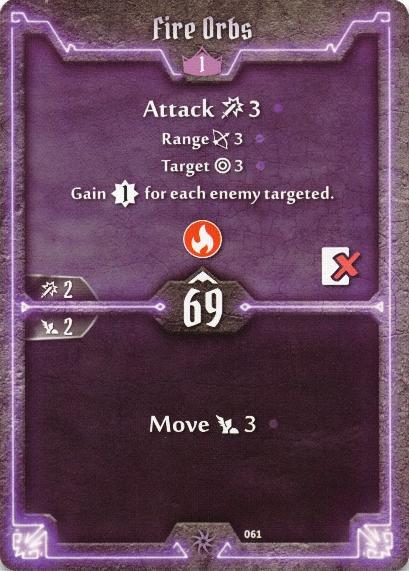 Fire Orbs
1
Attack 3
Range 3
Target 3
Gain 1 for each enemy targeted.
2
69
2
Move 3
061